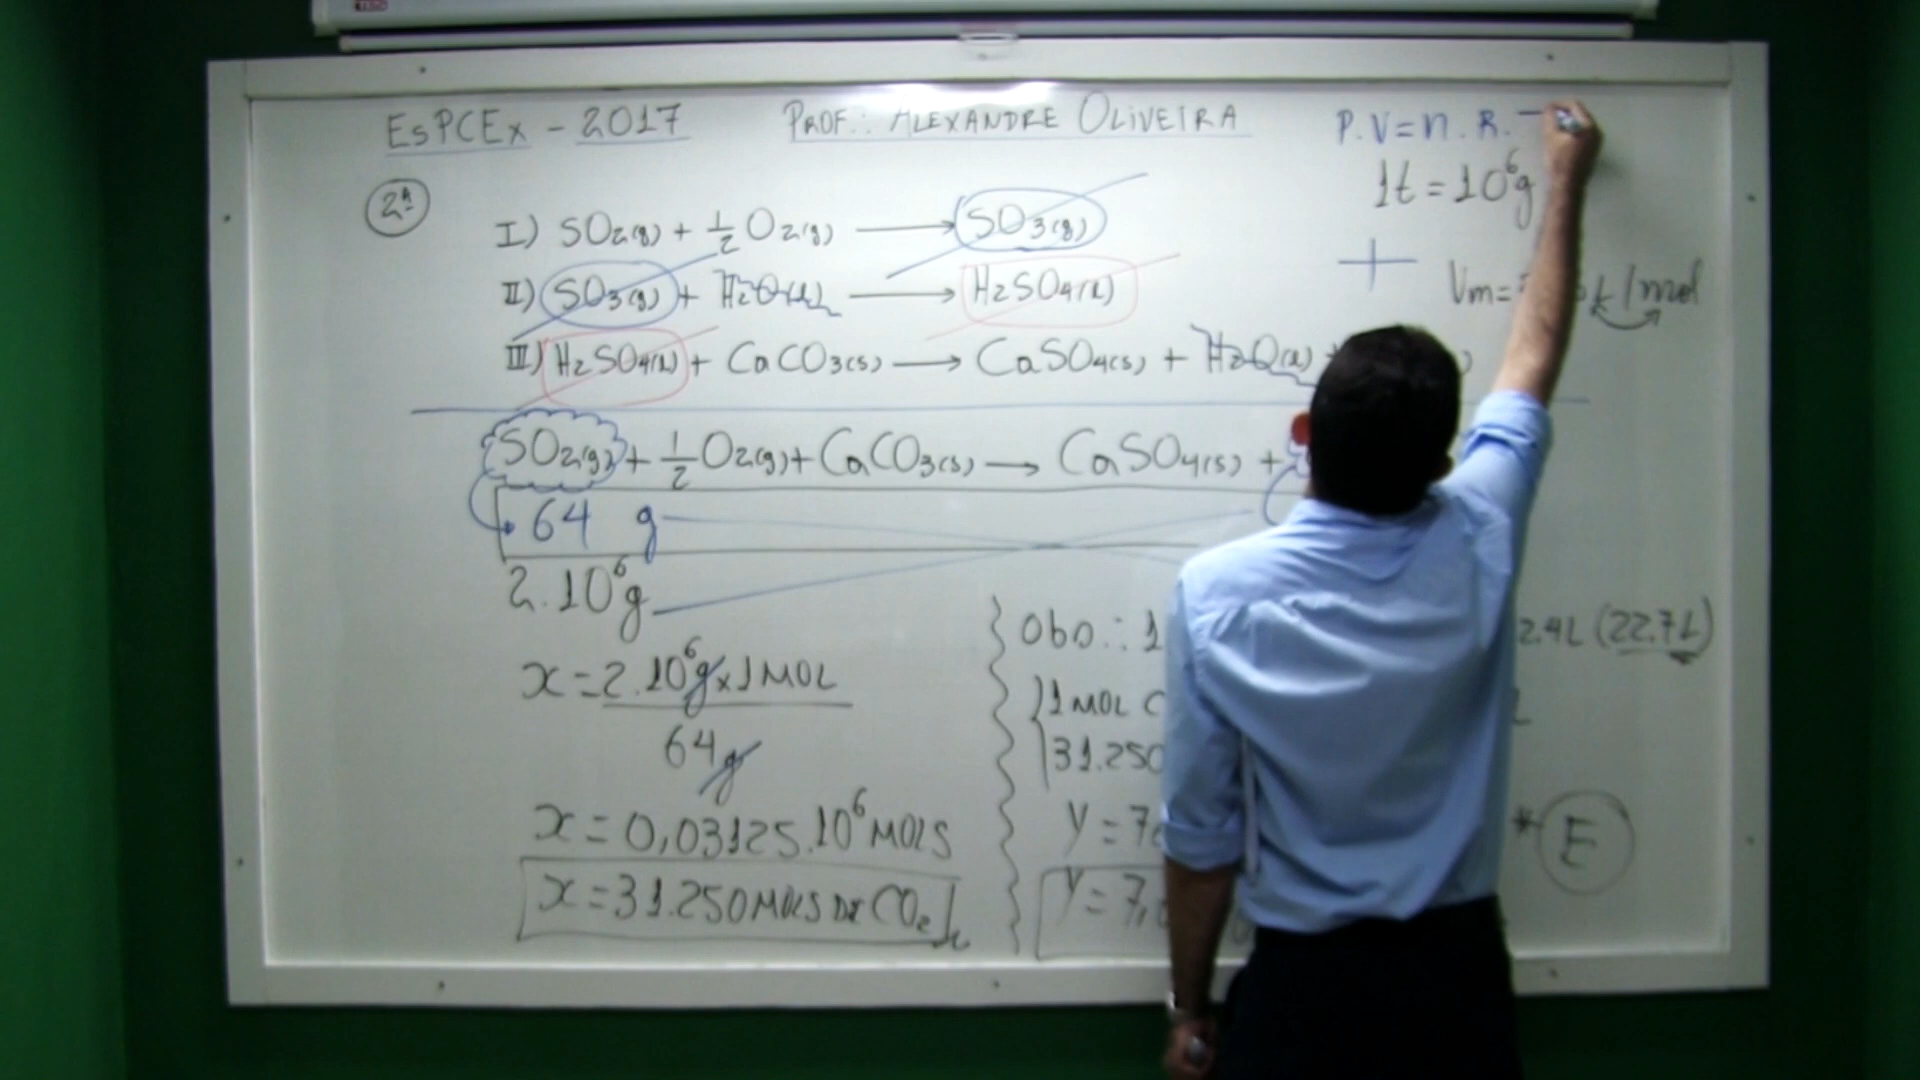 EsPCEx - 2017 PROF.: ALEXANDRE OLIVEIRA
P.V=n.R.
1t = 10⁶g
2ª
I) SO₂(g) + 1/2 O₂(g) → SO₃(g)
II) SO₃(g) + H₂O(l) → H₂SO₄(l)
Vm= /mol
III) H₂SO₄(l) + CaCO₃(s) → CaSO₄(s) + H₂O(l)
SO₂(g) + 1/2 O₂(g) + CaCO₃(s) → CaSO₄(s) +
64 g
2.10⁶g
x = 2.10⁶g x 1 MOL
64g
x = 0,03125.10⁶ MOLS
x = 31.250 MOLS DE CO₂
Obs.: 1 2.4L (22.7L)
1 MOL C
31.250
Y = 7
Y = 7,
* E